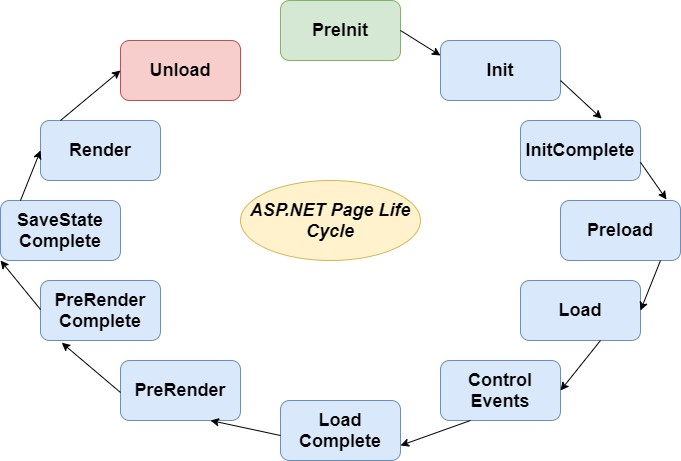 PreInit
Init
InitComplete
Preload
Load
Control
Events
Load
Complete
PreRender
PreRender
Complete
SaveState
Complete
Render
Unload
ASP.NET Page Life
Cycle